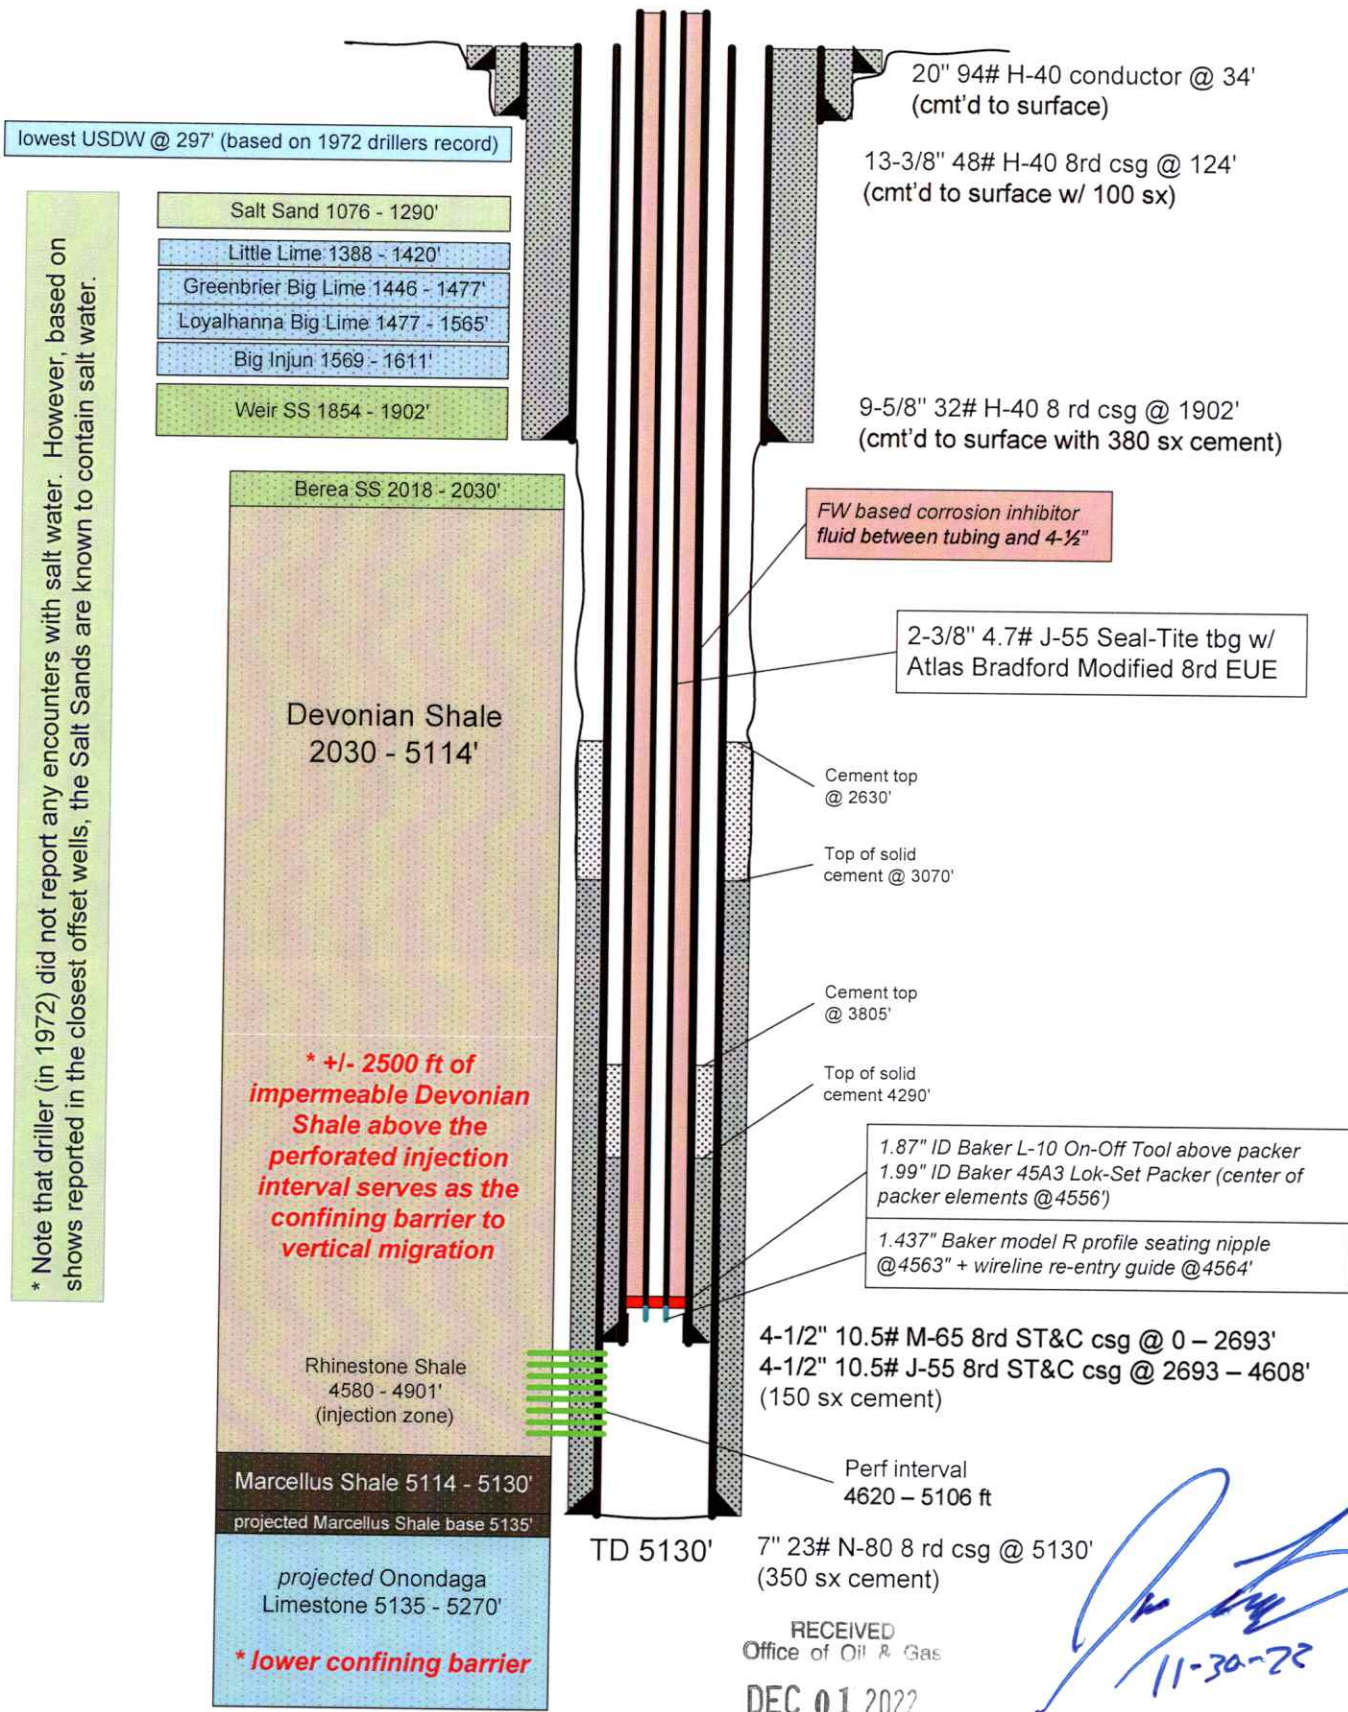 20" 94# H-40 conductor @ 34'
(cmt'd to surface)
lowest USDW @ 297' (based on 1972 drillers record)
13-3/8" 48# H-40 8rd csg @ 124'
(cmt'd to surface w/ 100 sx)
* Note that driller (in 1972) did not report any encounters with salt water.  However, based on
shows reported in the closest offset wells, the Salt Sands are known to contain salt water.
Salt Sand 1076 - 1290'
Little Lime 1388 - 1420'
Greenbrier Big Lime 1446 - 1477'
Loyalhanna Big Lime 1477 - 1565'
Big Injun 1569 - 1611'
Weir SS 1854 - 1902'
9-5/8" 32# H-40 8 rd csg @ 1902'
(cmt'd to surface with 380 sx cement)
Berea SS 2018 - 2030'
FW based corrosion inhibitor
fluid between tubing and 4-½"
2-3/8" 4.7# J-55 Seal-Tite tbg w/
Atlas Bradford Modified 8rd EUE
Devonian Shale
2030 - 5114'
Cement top
@ 2630'
Top of solid
cement @ 3070'
Cement top
@ 3805'
Top of solid
cement 4290'
* +/- 2500 ft of
impermeable Devonian
Shale above the
perforated injection
interval serves as the
confining barrier to
vertical migration
1.87" ID Baker L-10 On-Off Tool above packer
1.99" ID Baker 45A3 Lok-Set Packer (center of
packer elements @4556')
1.437" Baker model R profile seating nipple
@4563" + wireline re-entry guide @4564'
4-1/2" 10.5# M-65 8rd ST&C csg @ 0 – 2693'
4-1/2" 10.5# J-55 8rd ST&C csg @ 2693 – 4608'
(150 sx cement)
Rhinestone Shale
4580 - 4901'
(injection zone)
Perf interval
4620 – 5106 ft
Marcellus Shale 5114 - 5130'
projected Marcellus Shale base 5135'
TD 5130'
7" 23# N-80 8 rd csg @ 5130'
(350 sx cement)
projected Onondaga
Limestone 5135 - 5270'
* lower confining barrier
RECEIVED
Office of Oil & Gas
DEC 01 2022
11-30-22